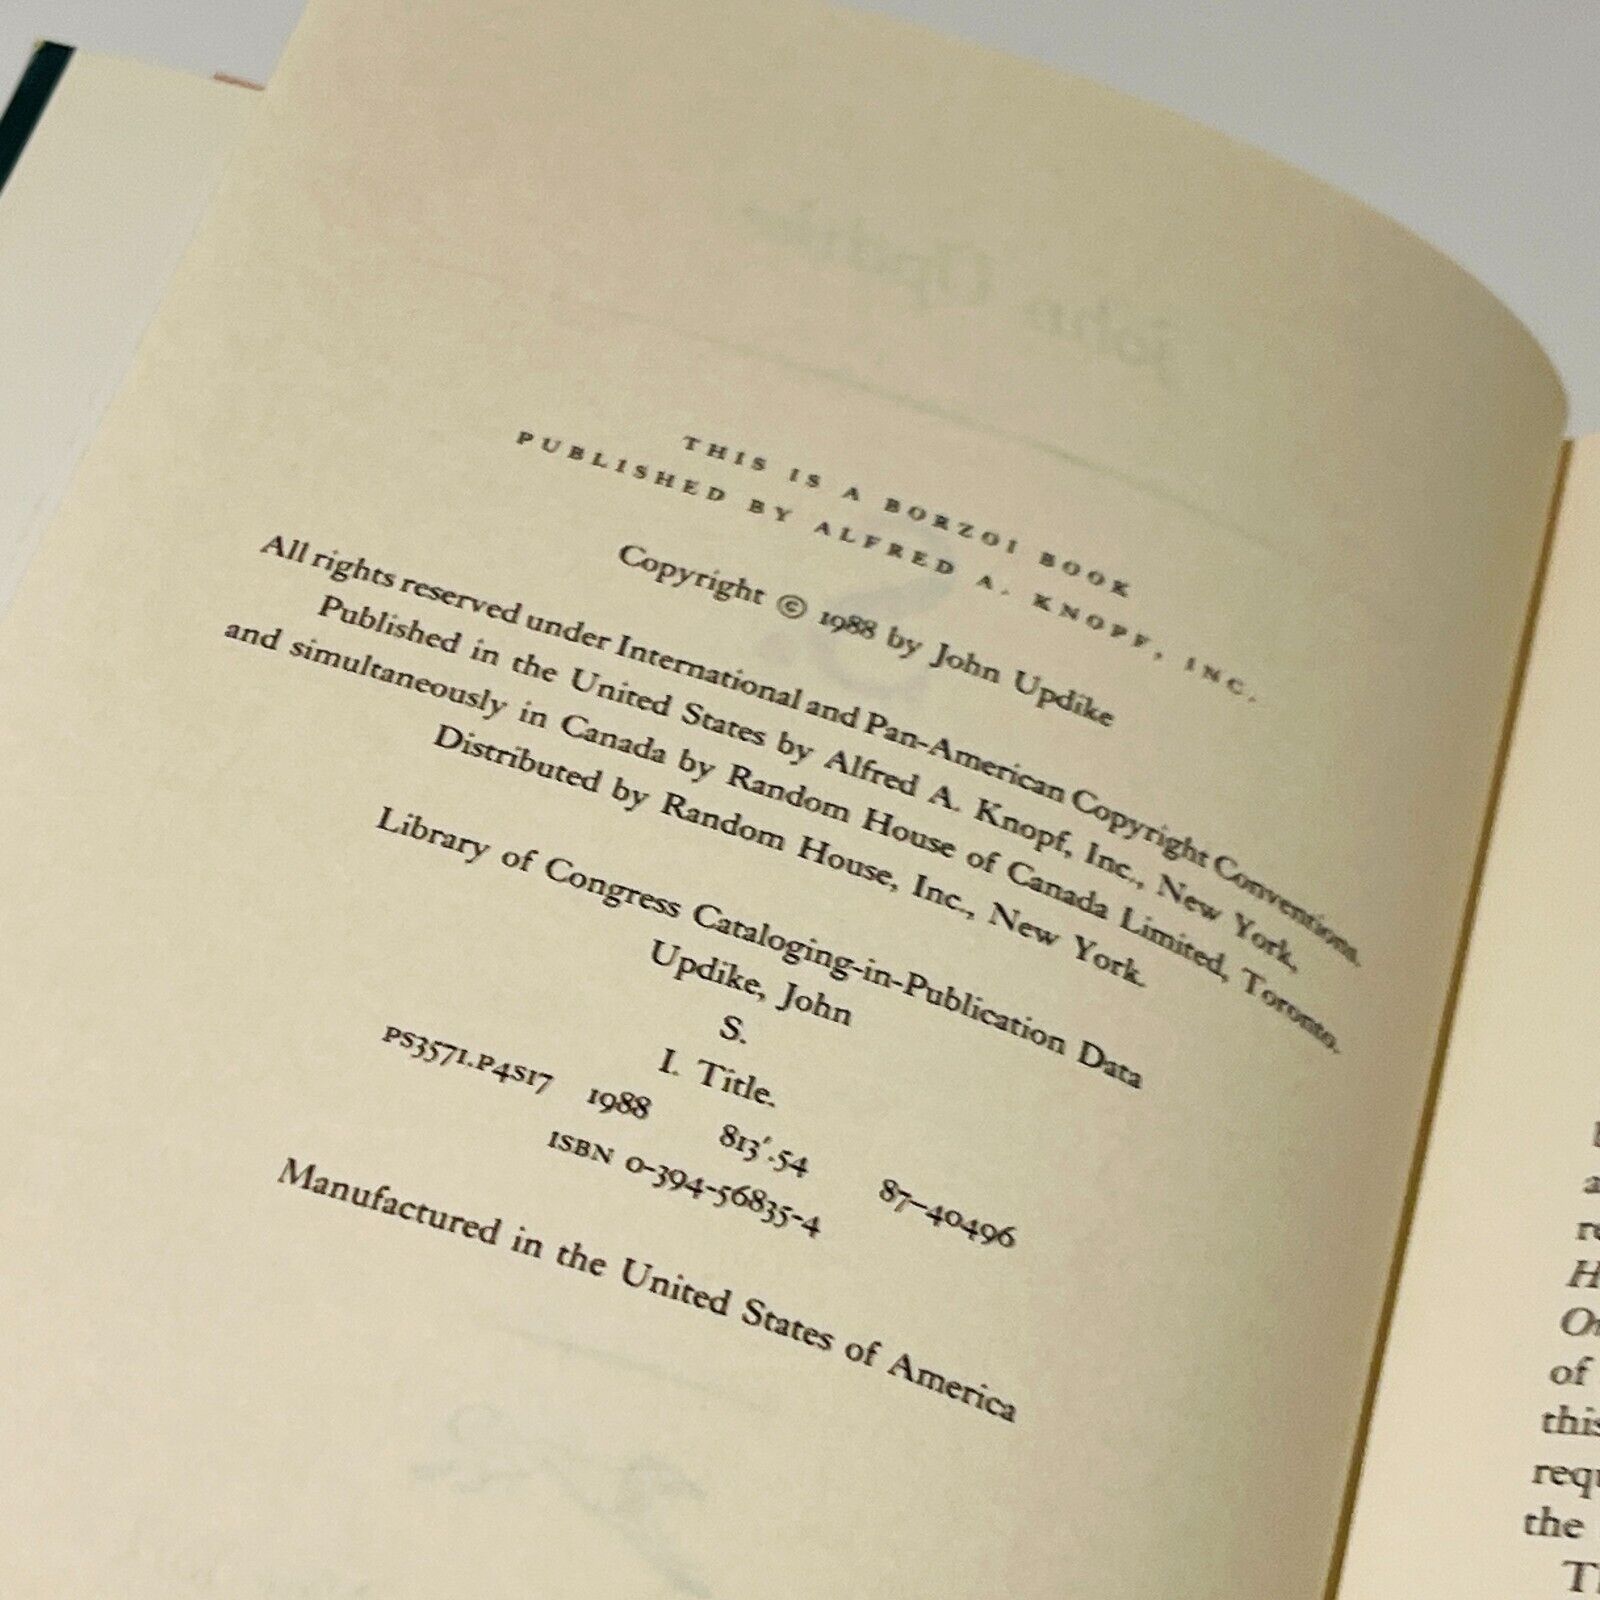 John Updike
S.
THIS IS A BORZOI BOOK
PUBLISHED BY ALFRED A. KNOPF, INC.
Copyright © 1988 by John Updike
All rights reserved under International and Pan-American Copyright Conventions.
Published in the United States by Alfred A. Knopf, Inc., New York,
and simultaneously in Canada by Random House of Canada Limited, Toronto.
Distributed by Random House, Inc., New York.
Library of Congress Cataloging-in-Publication Data
Updike, John
S.
I. Title.
PS3571.P4S17 1988 813'.54 87-40496
ISBN 0-394-56835-4
Manufactured in the United States of America
of
the